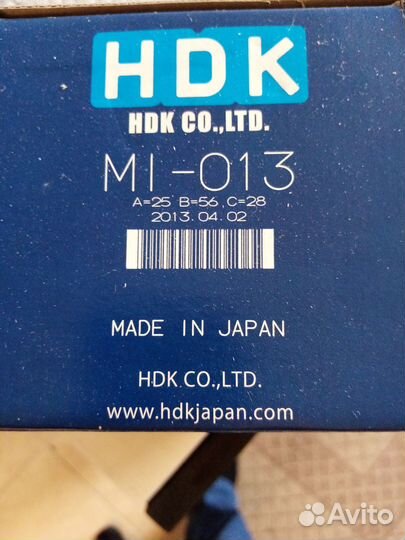 HDK
HDK CO.,LTD.
MI-013
A=25 B=56 C=28
2013.04.02
MADE IN JAPAN
HDK CO.,LTD.
www.hdkjapan.com
Avito